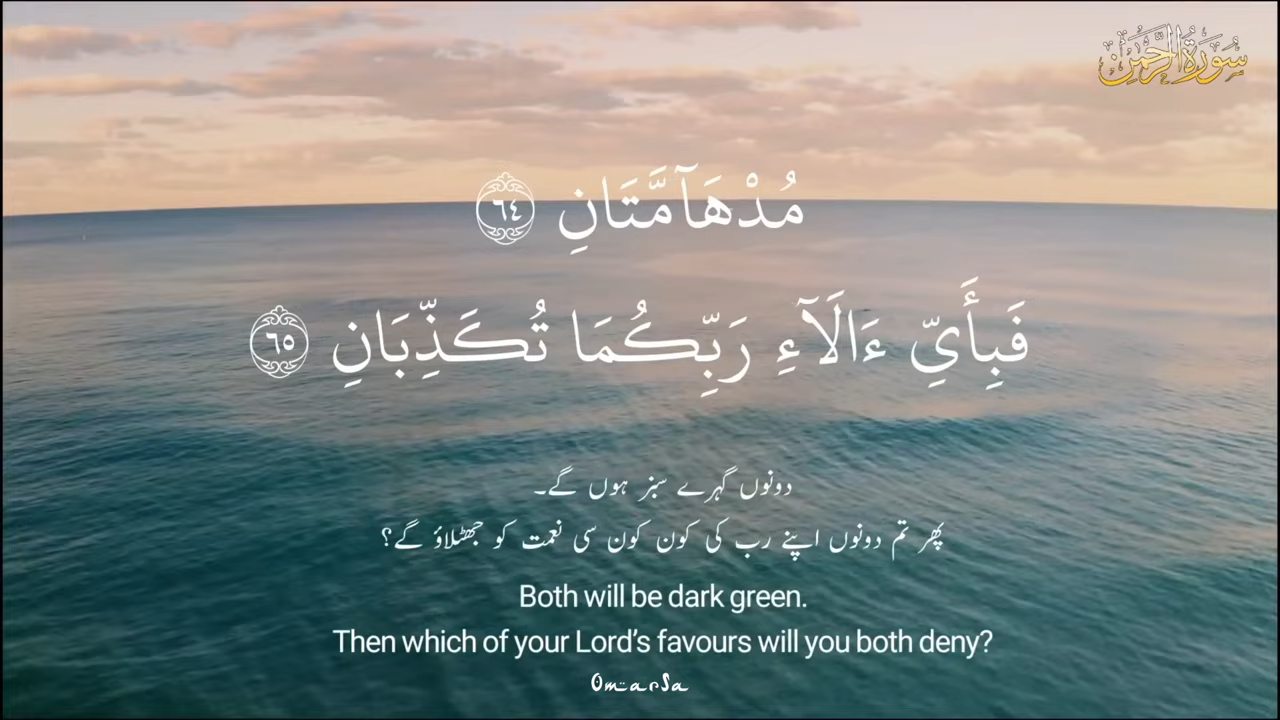 سُورَةُ الرَّحْمٰن
مُدْهَآمَّتَانِ ٦٤
فَبِأَيِّ ءَالَآءِ رَبِّكُمَا تُكَذِّبَانِ ٦٥
دونوں گہرے سبز ہوں گے۔
پھر تم دونوں اپنے رب کی کون کون سی نعمت کو جھٹلاؤ گے؟
Both will be dark green.
Then which of your Lord’s favours will you both deny?
OmarSa